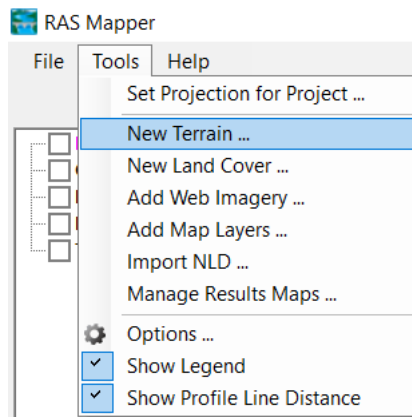 RAS Mapper
File Tools Help
Set Projection for Project ...
New Terrain ...
New Land Cover ...
Add Web Imagery ...
Add Map Layers ...
Import NLD ...
Manage Results Maps ...
Options ...
Show Legend
Show Profile Line Distance